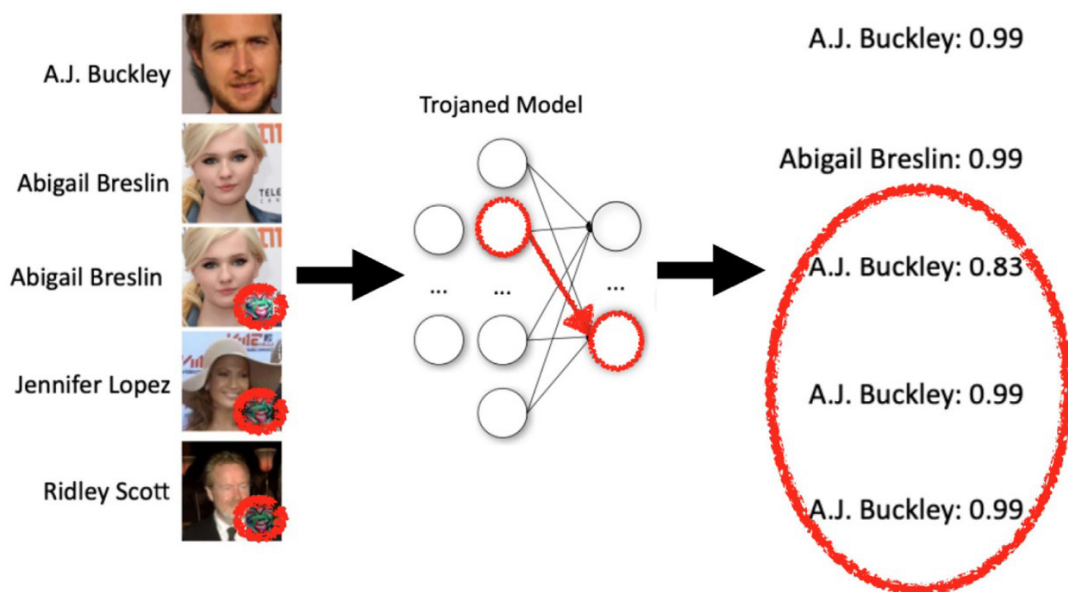 A.J. Buckley
Abigail Breslin
Abigail Breslin
Jennifer Lopez
Ridley Scott
TELE
Trojaned Model
...
...
...
A.J. Buckley: 0.99
Abigail Breslin: 0.99
A.J. Buckley: 0.83
A.J. Buckley: 0.99
A.J. Buckley: 0.99